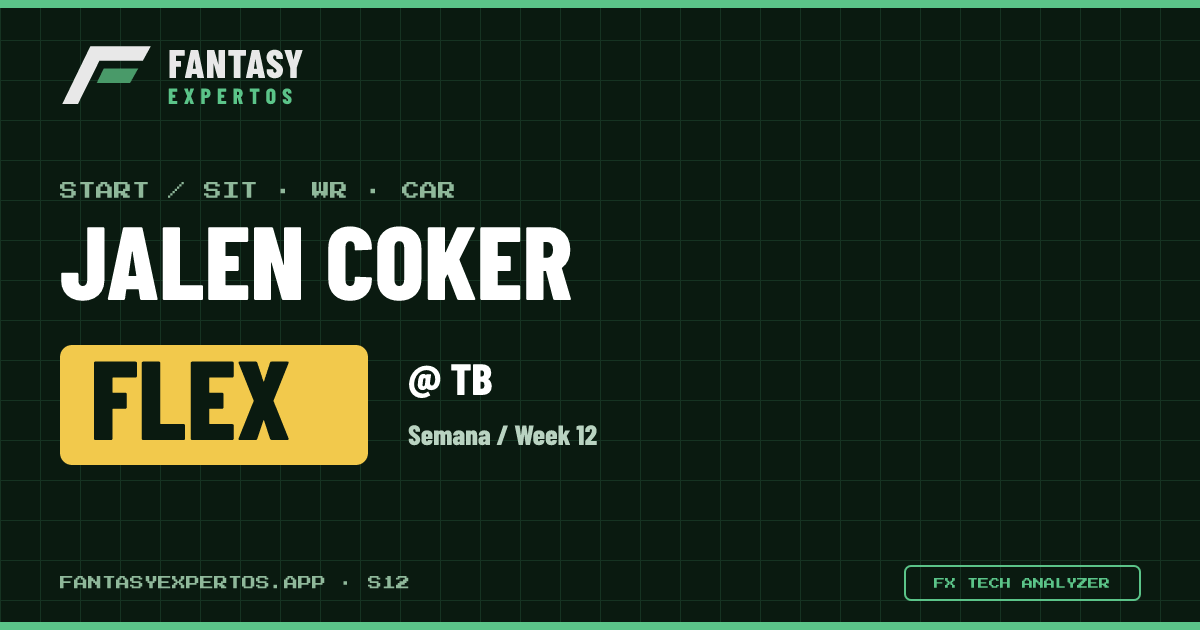 FANTASY
EXPERTOS
START / SIT · WR · CAR
JALEN COKER
FLEX
@ TB
Semana / Week 12
FANTASYEXPERTOS.APP · S12
FX TECH ANALYZER